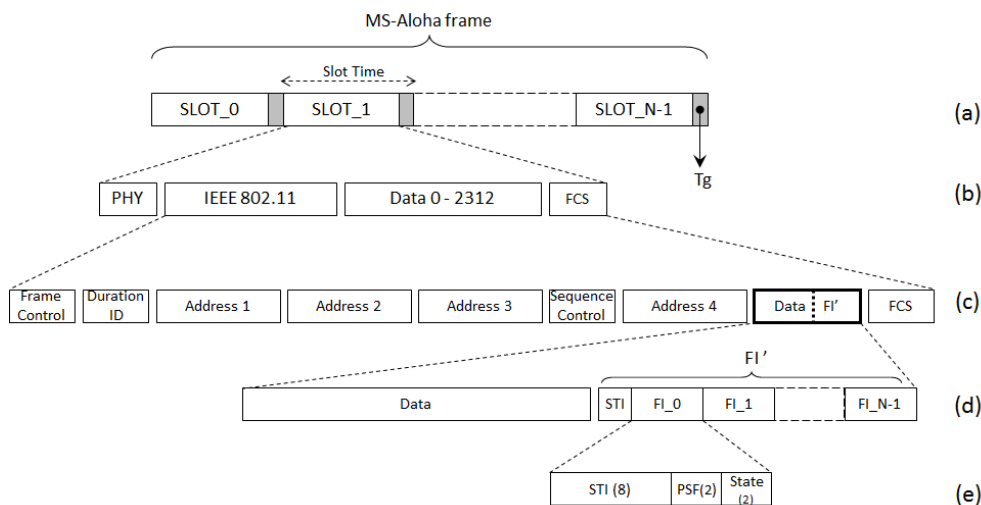 MS-Aloha frame
Slot Time
SLOT_0 SLOT_1 SLOT_N-1 (a)
Tg
PHY IEEE 802.11 Data 0 - 2312 FCS (b)
Frame Control Duration ID Address 1 Address 2 Address 3 Sequence Control Address 4 Data FI' FCS (c)
FI '
Data STI FI_0 FI_1 FI_N-1 (d)
STI (8) PSF(2) State (2) (e)